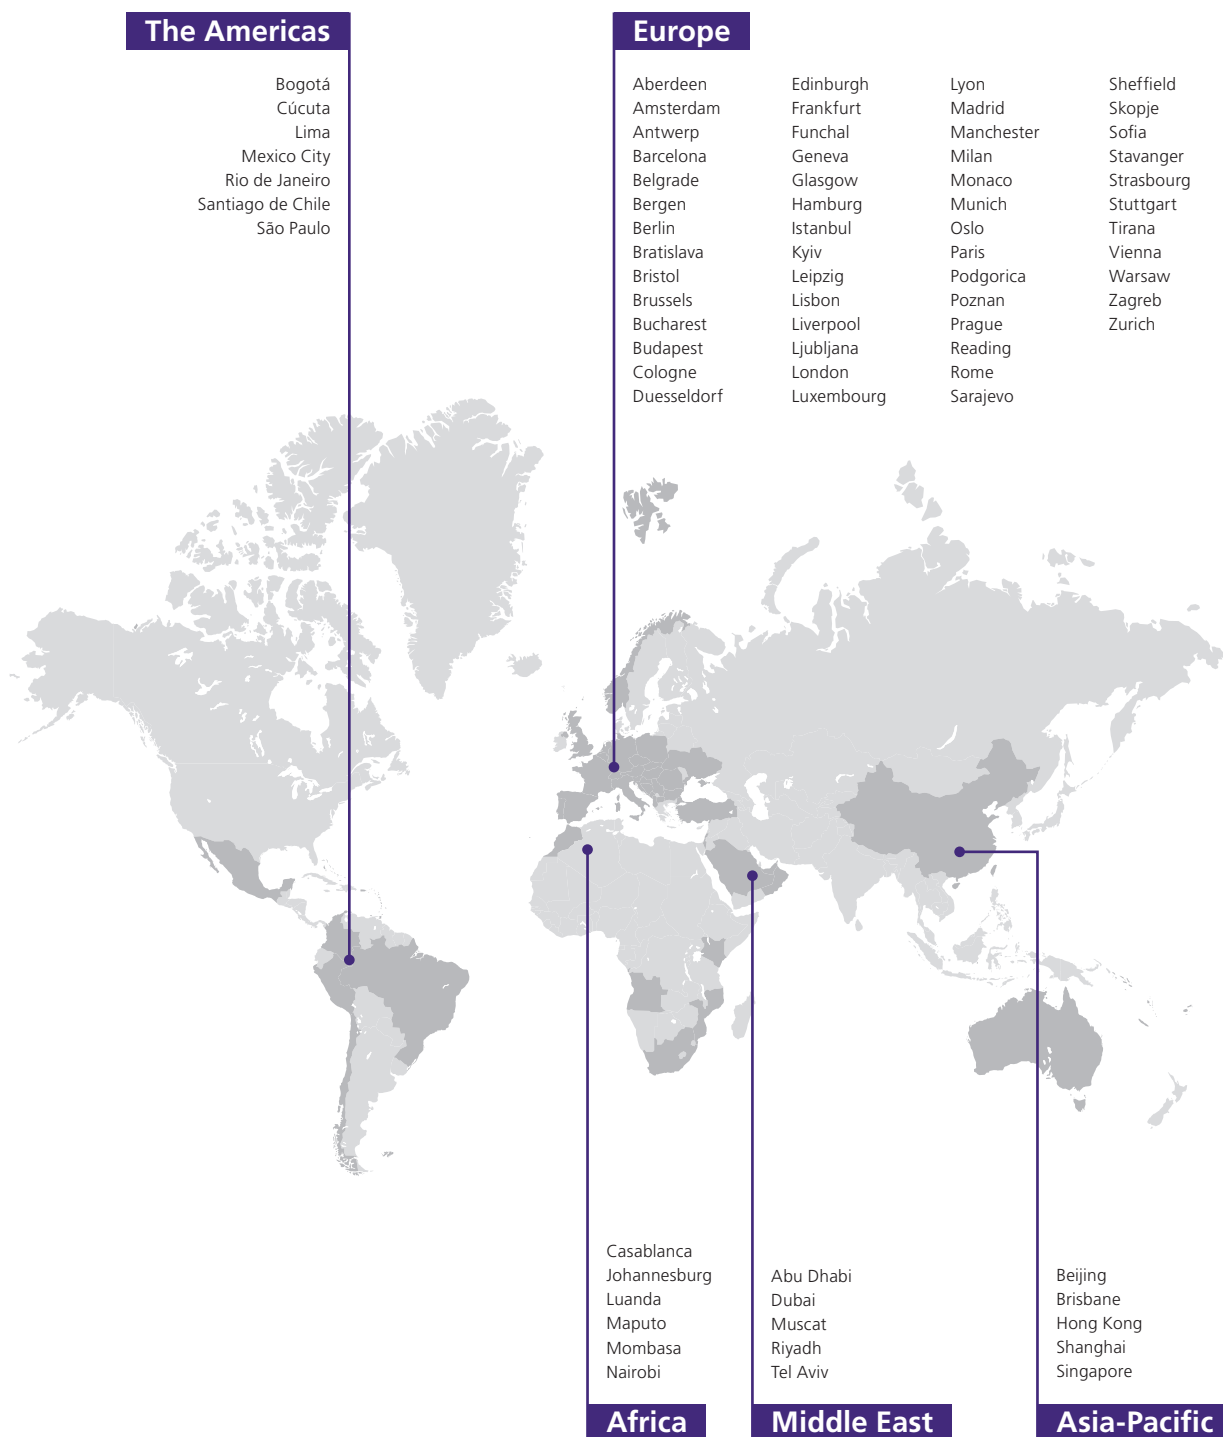 The Americas
Bogotá
Cúcuta
Lima
Mexico City
Rio de Janeiro
Santiago de Chile
São Paulo
Europe
Aberdeen
Amsterdam
Antwerp
Barcelona
Belgrade
Bergen
Berlin
Bratislava
Bristol
Brussels
Bucharest
Budapest
Cologne
Duesseldorf
Edinburgh
Frankfurt
Funchal
Geneva
Glasgow
Hamburg
Istanbul
Kyiv
Leipzig
Lisbon
Liverpool
Ljubljana
London
Luxembourg
Lyon
Madrid
Manchester
Milan
Monaco
Munich
Oslo
Paris
Podgorica
Poznan
Prague
Reading
Rome
Sarajevo
Sheffield
Skopje
Sofia
Stavanger
Strasbourg
Stuttgart
Tirana
Vienna
Warsaw
Zagreb
Zurich
Casablanca
Johannesburg
Luanda
Maputo
Mombasa
Nairobi
Africa
Abu Dhabi
Dubai
Muscat
Riyadh
Tel Aviv
Middle East
Beijing
Brisbane
Hong Kong
Shanghai
Singapore
Asia-Pacific